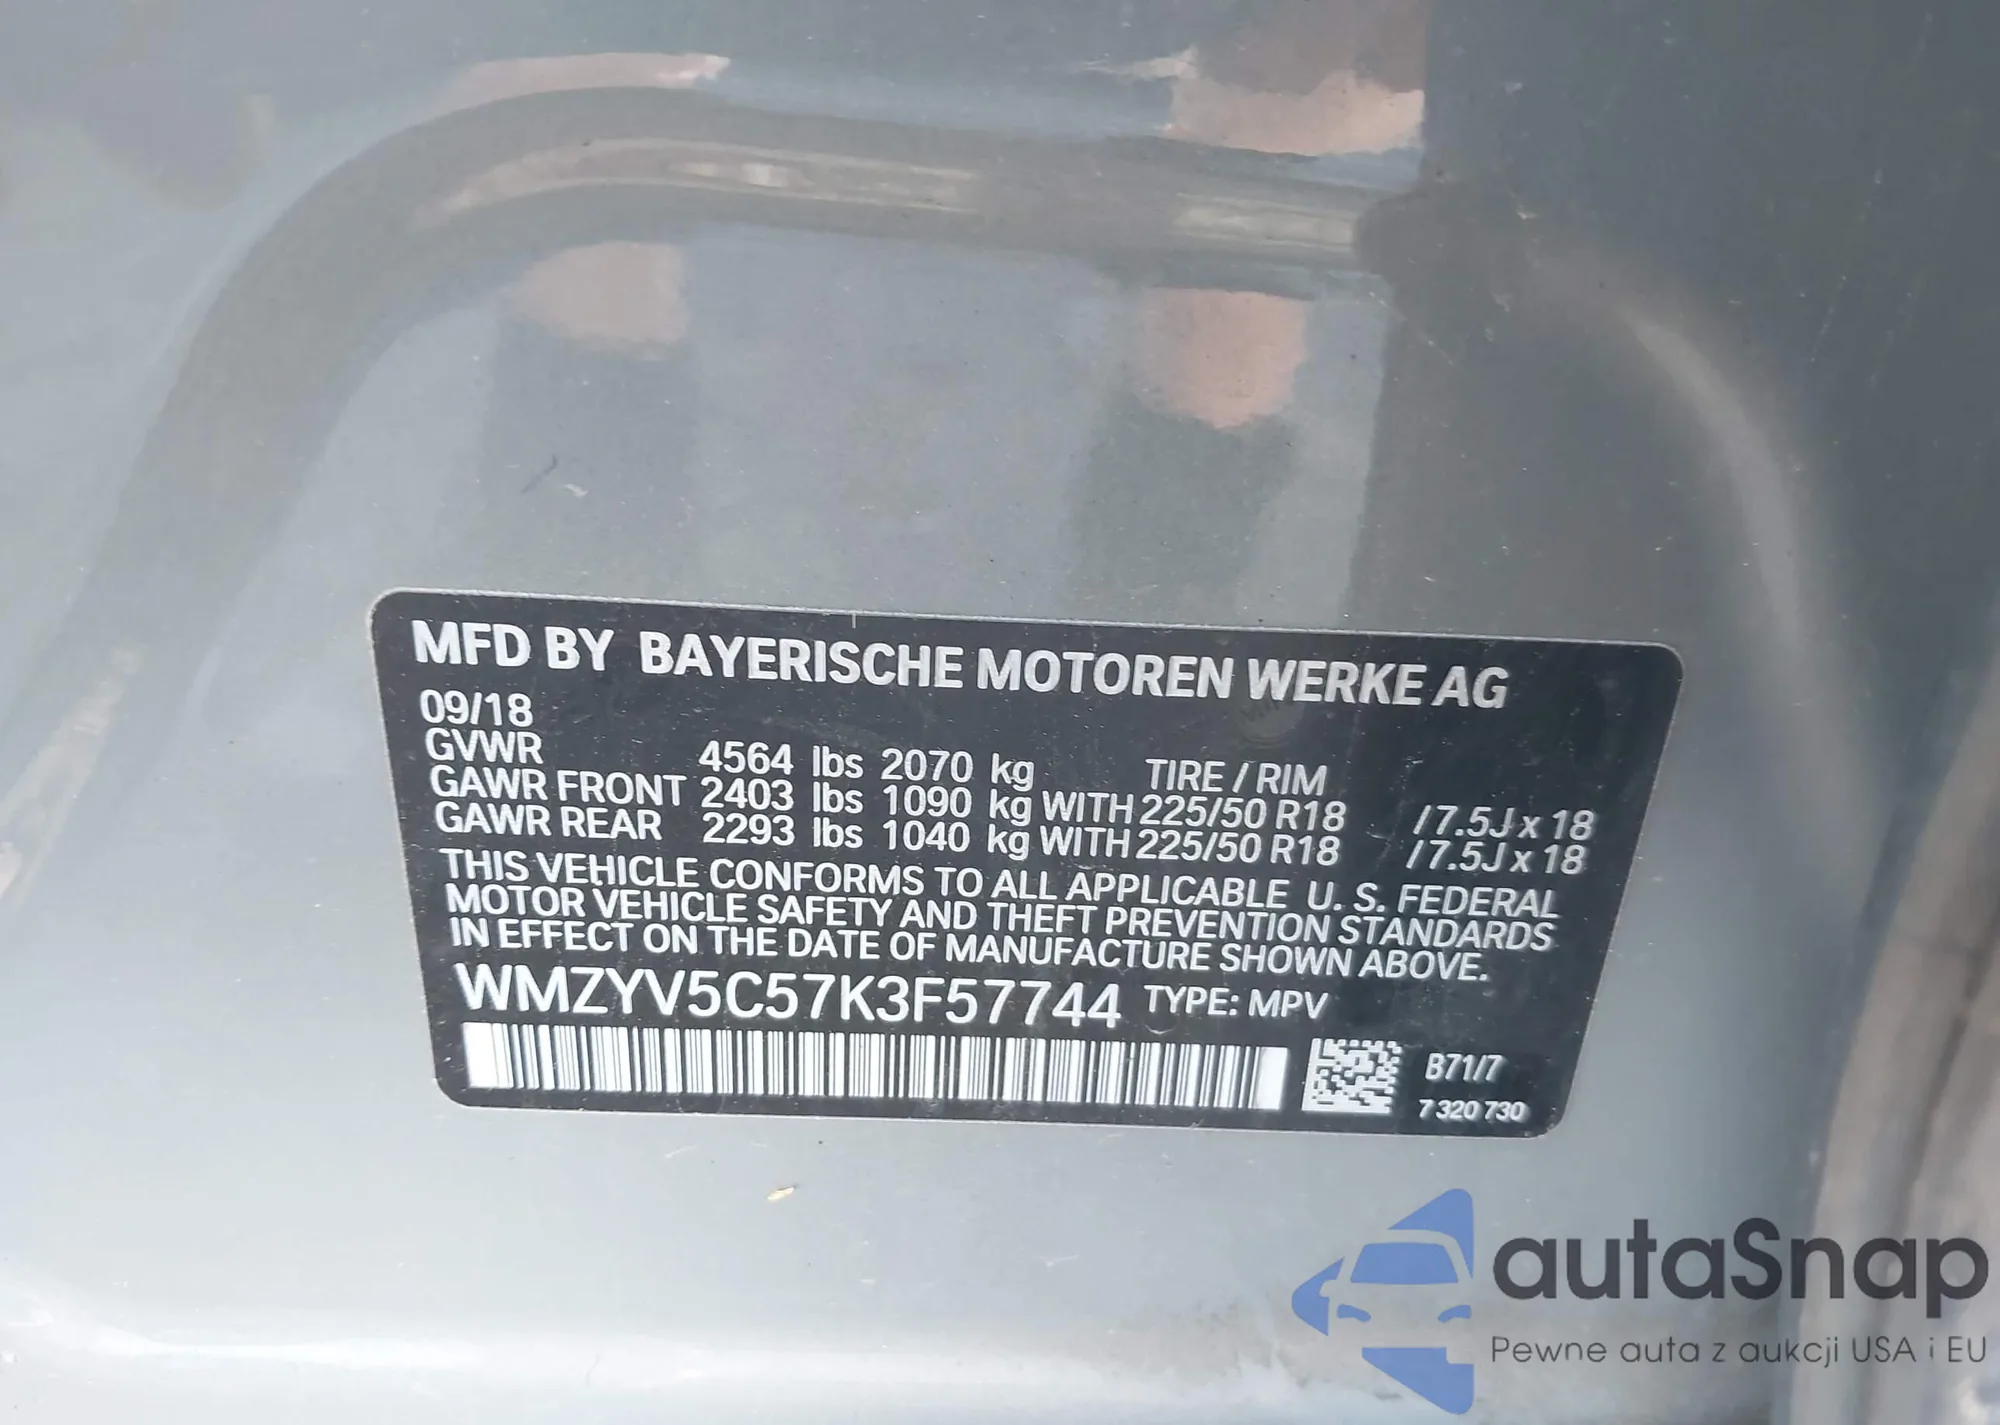 MFD BY BAYERISCHE MOTOREN WERKE AG
09/18
GVWR 4564 lbs 2070 kg TIRE / RIM
GAWR FRONT 2403 lbs 1090 kg WITH 225/50 R18 /7.5J x 18
GAWR REAR 2293 lbs 1040 kg WITH 225/50 R18 /7.5J x 18
THIS VEHICLE CONFORMS TO ALL APPLICABLE U. S. FEDERAL
MOTOR VEHICLE SAFETY AND THEFT PREVENTION STANDARDS
IN EFFECT ON THE DATE OF MANUFACTURE SHOWN ABOVE.
WMZYV5C57K3F57744 TYPE: MPV
B71/7
7 320 730
autaSnap
Pewne auta z aukcji USA i EU